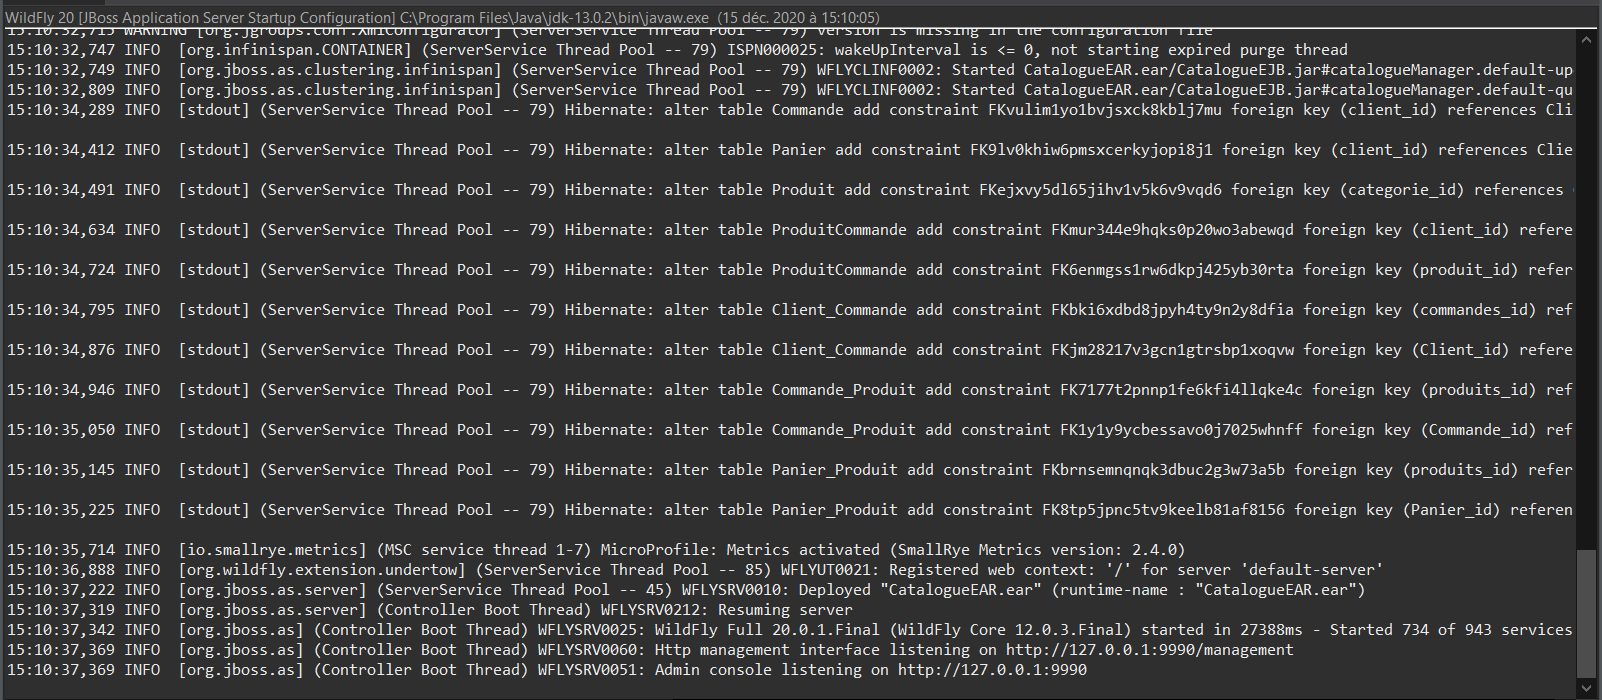 WildFly 20 [JBoss Application Server Startup Configuration] C:\Program Files\Java\jdk-13.0.2\bin\javaw.exe (15 déc. 2020 à 15:10:05)
15:10:32,715 WARNING [org.jgroups.conf.XmlConfigurator] (ServerService Thread Pool -- 79) version is missing in the configuration file
15:10:32,747 INFO [org.infinispan.CONTAINER] (ServerService Thread Pool -- 79) ISPN000025: wakeUpInterval is <= 0, not starting expired purge thread
15:10:32,749 INFO [org.jboss.as.clustering.infinispan] (ServerService Thread Pool -- 79) WFLYCLINF0002: Started CatalogueEAR.ear/CatalogueEJB.jar#catalogueManager.default-up
15:10:32,809 INFO [org.jboss.as.clustering.infinispan] (ServerService Thread Pool -- 79) WFLYCLINF0002: Started CatalogueEAR.ear/CatalogueEJB.jar#catalogueManager.default-qu
15:10:34,289 INFO [stdout] (ServerService Thread Pool -- 79) Hibernate: alter table Commande add constraint FKvulim1yo1bvjsxck8kblj7mu foreign key (client_id) references Cli
15:10:34,412 INFO [stdout] (ServerService Thread Pool -- 79) Hibernate: alter table Panier add constraint FK9lv0khiw6pmsxcerkyjopi8j1 foreign key (client_id) references Clie
15:10:34,491 INFO [stdout] (ServerService Thread Pool -- 79) Hibernate: alter table Produit add constraint FKejxvy5dl65jihv1v5k6v9vqd6 foreign key (categorie_id) references
15:10:34,634 INFO [stdout] (ServerService Thread Pool -- 79) Hibernate: alter table ProduitCommande add constraint FKmur344e9hqks0p20wo3abewqd foreign key (client_id) refere
15:10:34,724 INFO [stdout] (ServerService Thread Pool -- 79) Hibernate: alter table ProduitCommande add constraint FK6enmgss1rw6dkpj425yb30rta foreign key (produit_id) refer
15:10:34,795 INFO [stdout] (ServerService Thread Pool -- 79) Hibernate: alter table Client_Commande add constraint FKbki6xdbd8jpyh4ty9n2y8dfia foreign key (commandes_id) ref
15:10:34,876 INFO [stdout] (ServerService Thread Pool -- 79) Hibernate: alter table Client_Commande add constraint FKjm28217v3gcn1gtrsbp1xoqvw foreign key (Client_id) refere
15:10:34,946 INFO [stdout] (ServerService Thread Pool -- 79) Hibernate: alter table Commande_Produit add constraint FK7177t2pnnp1fe6kfi4llqke4c foreign key (produits_id) ref
15:10:35,050 INFO [stdout] (ServerService Thread Pool -- 79) Hibernate: alter table Commande_Produit add constraint FK1y1y9ycbessavo0j7025whnff foreign key (Commande_id) ref
15:10:35,145 INFO [stdout] (ServerService Thread Pool -- 79) Hibernate: alter table Panier_Produit add constraint FKbrnsemnqnqk3dbuc2g3w73a5b foreign key (produits_id) refer
15:10:35,225 INFO [stdout] (ServerService Thread Pool -- 79) Hibernate: alter table Panier_Produit add constraint FK8tp5jpnc5tv9keelb81af8156 foreign key (Panier_id) referen
15:10:35,714 INFO [io.smallrye.metrics] (MSC service thread 1-7) MicroProfile: Metrics activated (SmallRye Metrics version: 2.4.0)
15:10:36,888 INFO [org.wildfly.extension.undertow] (ServerService Thread Pool -- 85) WFLYUT0021: Registered web context: '/' for server 'default-server'
15:10:37,222 INFO [org.jboss.as.server] (ServerService Thread Pool -- 45) WFLYSRV0010: Deployed "CatalogueEAR.ear" (runtime-name : "CatalogueEAR.ear")
15:10:37,319 INFO [org.jboss.as.server] (Controller Boot Thread) WFLYSRV0212: Resuming server
15:10:37,342 INFO [org.jboss.as] (Controller Boot Thread) WFLYSRV0025: WildFly Full 20.0.1.Final (WildFly Core 12.0.3.Final) started in 27388ms - Started 734 of 943 services
15:10:37,369 INFO [org.jboss.as] (Controller Boot Thread) WFLYSRV0060: Http management interface listening on http://127.0.0.1:9990/management
15:10:37,369 INFO [org.jboss.as] (Controller Boot Thread) WFLYSRV0051: Admin console listening on http://127.0.0.1:9990